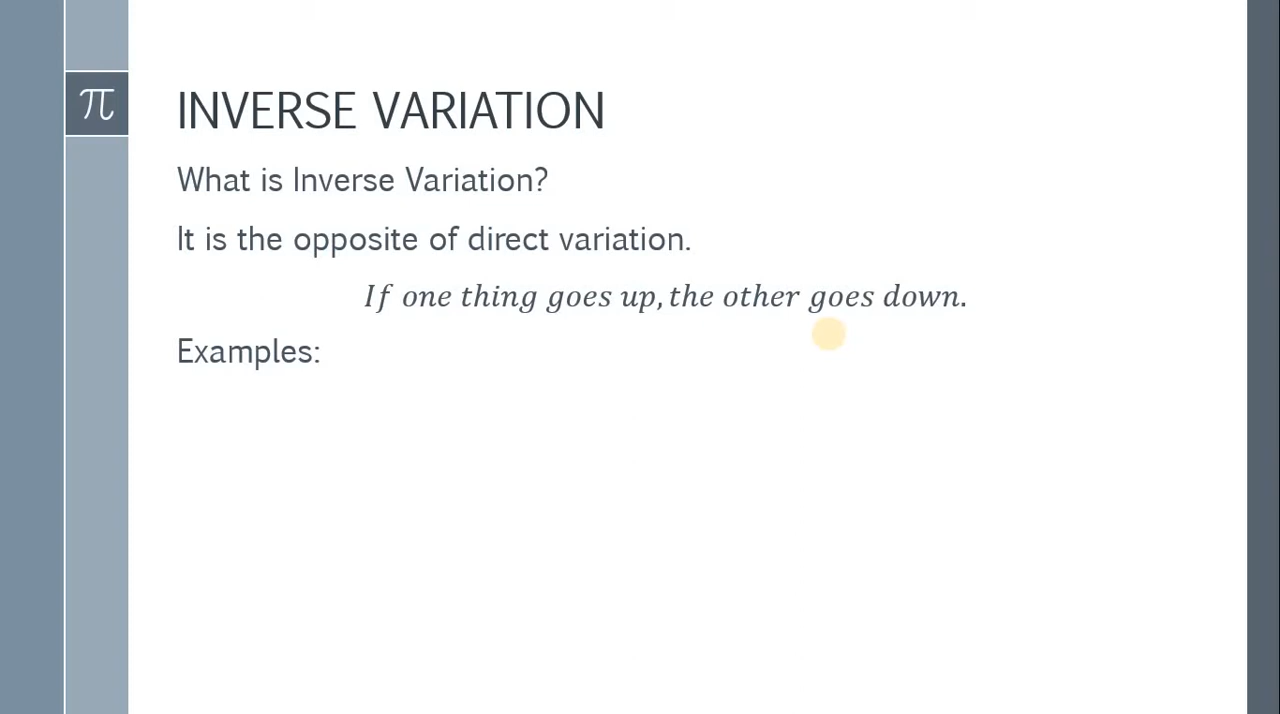 π
INVERSE VARIATION
What is Inverse Variation?
It is the opposite of direct variation.
If one thing goes up, the other goes down.
Examples: